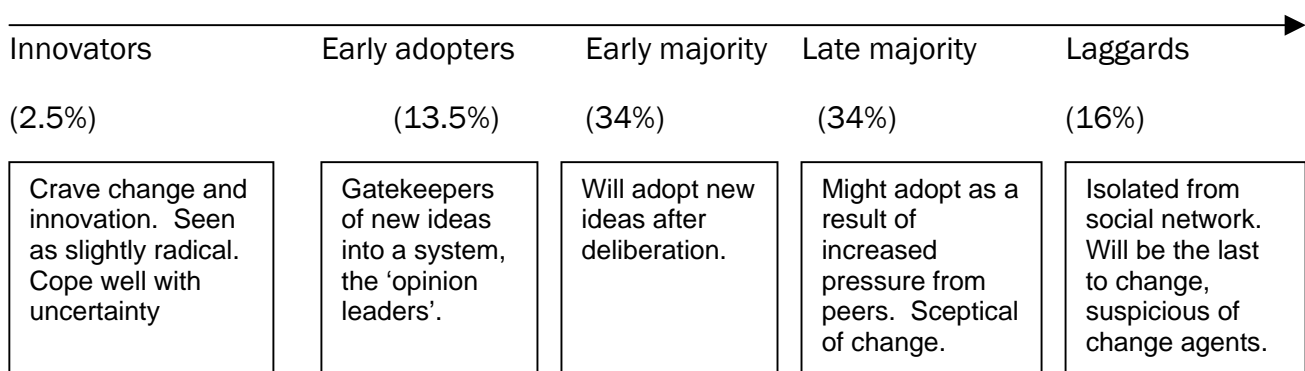 Innovators Early adopters Early majority Late majority Laggards
(2.5%) (13.5%) (34%) (34%) (16%)
Crave change and
innovation.  Seen
as slightly radical.
Cope well with
uncertainty
Gatekeepers
of new ideas
into a system,
the ‘opinion
leaders’.
Will adopt new
ideas after
deliberation.
Might adopt as a
result of
increased
pressure from
peers.  Sceptical
of change.
Isolated from
social network.
Will be the last
to change,
suspicious of
change agents.